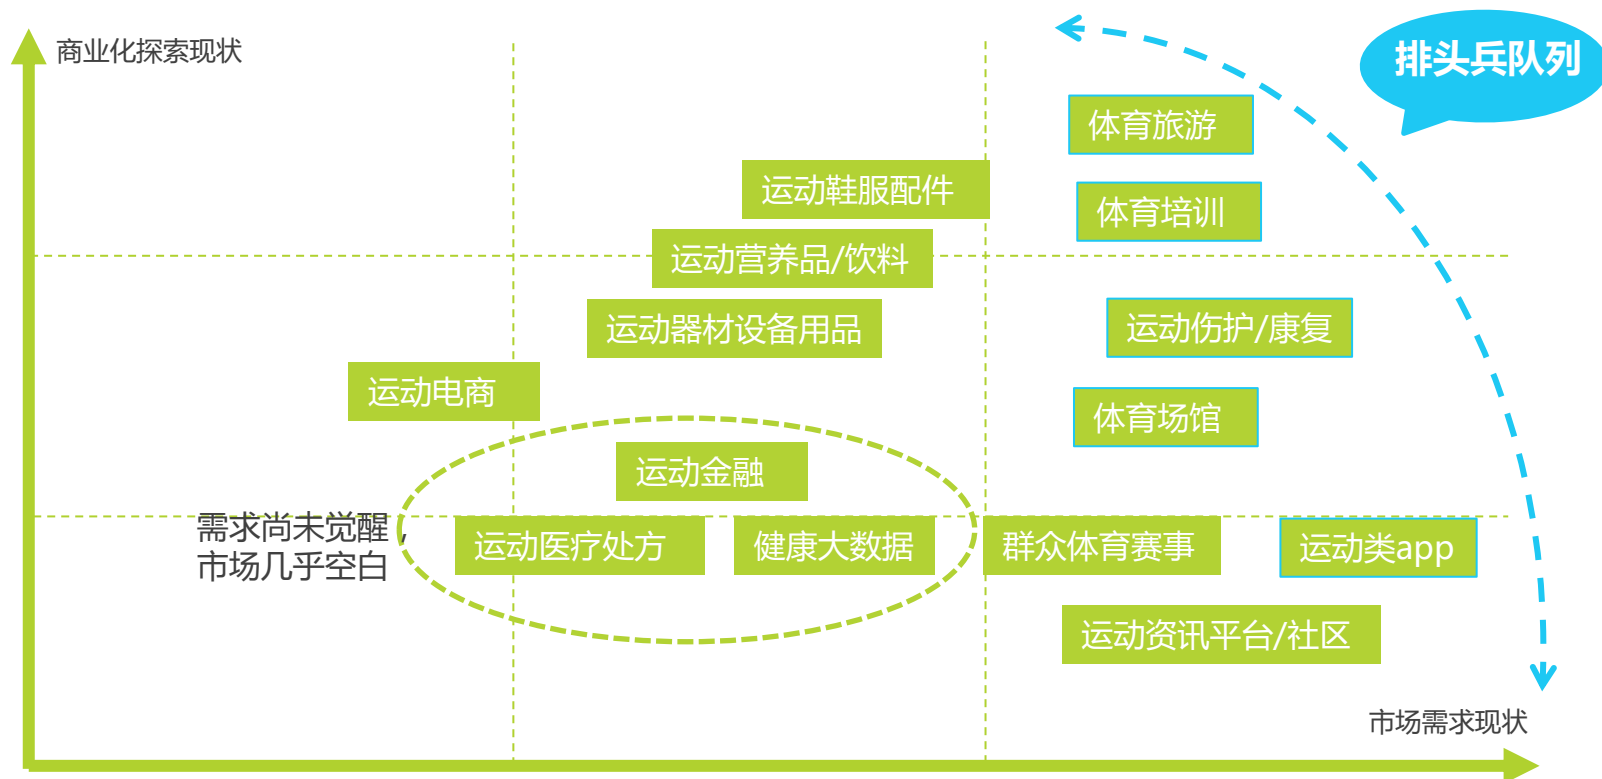 商业化探索现状
排头兵队列
体育旅游
运动鞋服配件
体育培训
运动营养品/饮料
运动器材设备用品
运动伤护/康复
运动电商
体育场馆
运动金融
需求尚未觉醒，
市场几乎空白
运动医疗处方
健康大数据
群众体育赛事
运动类app
运动资讯平台/社区
市场需求现状